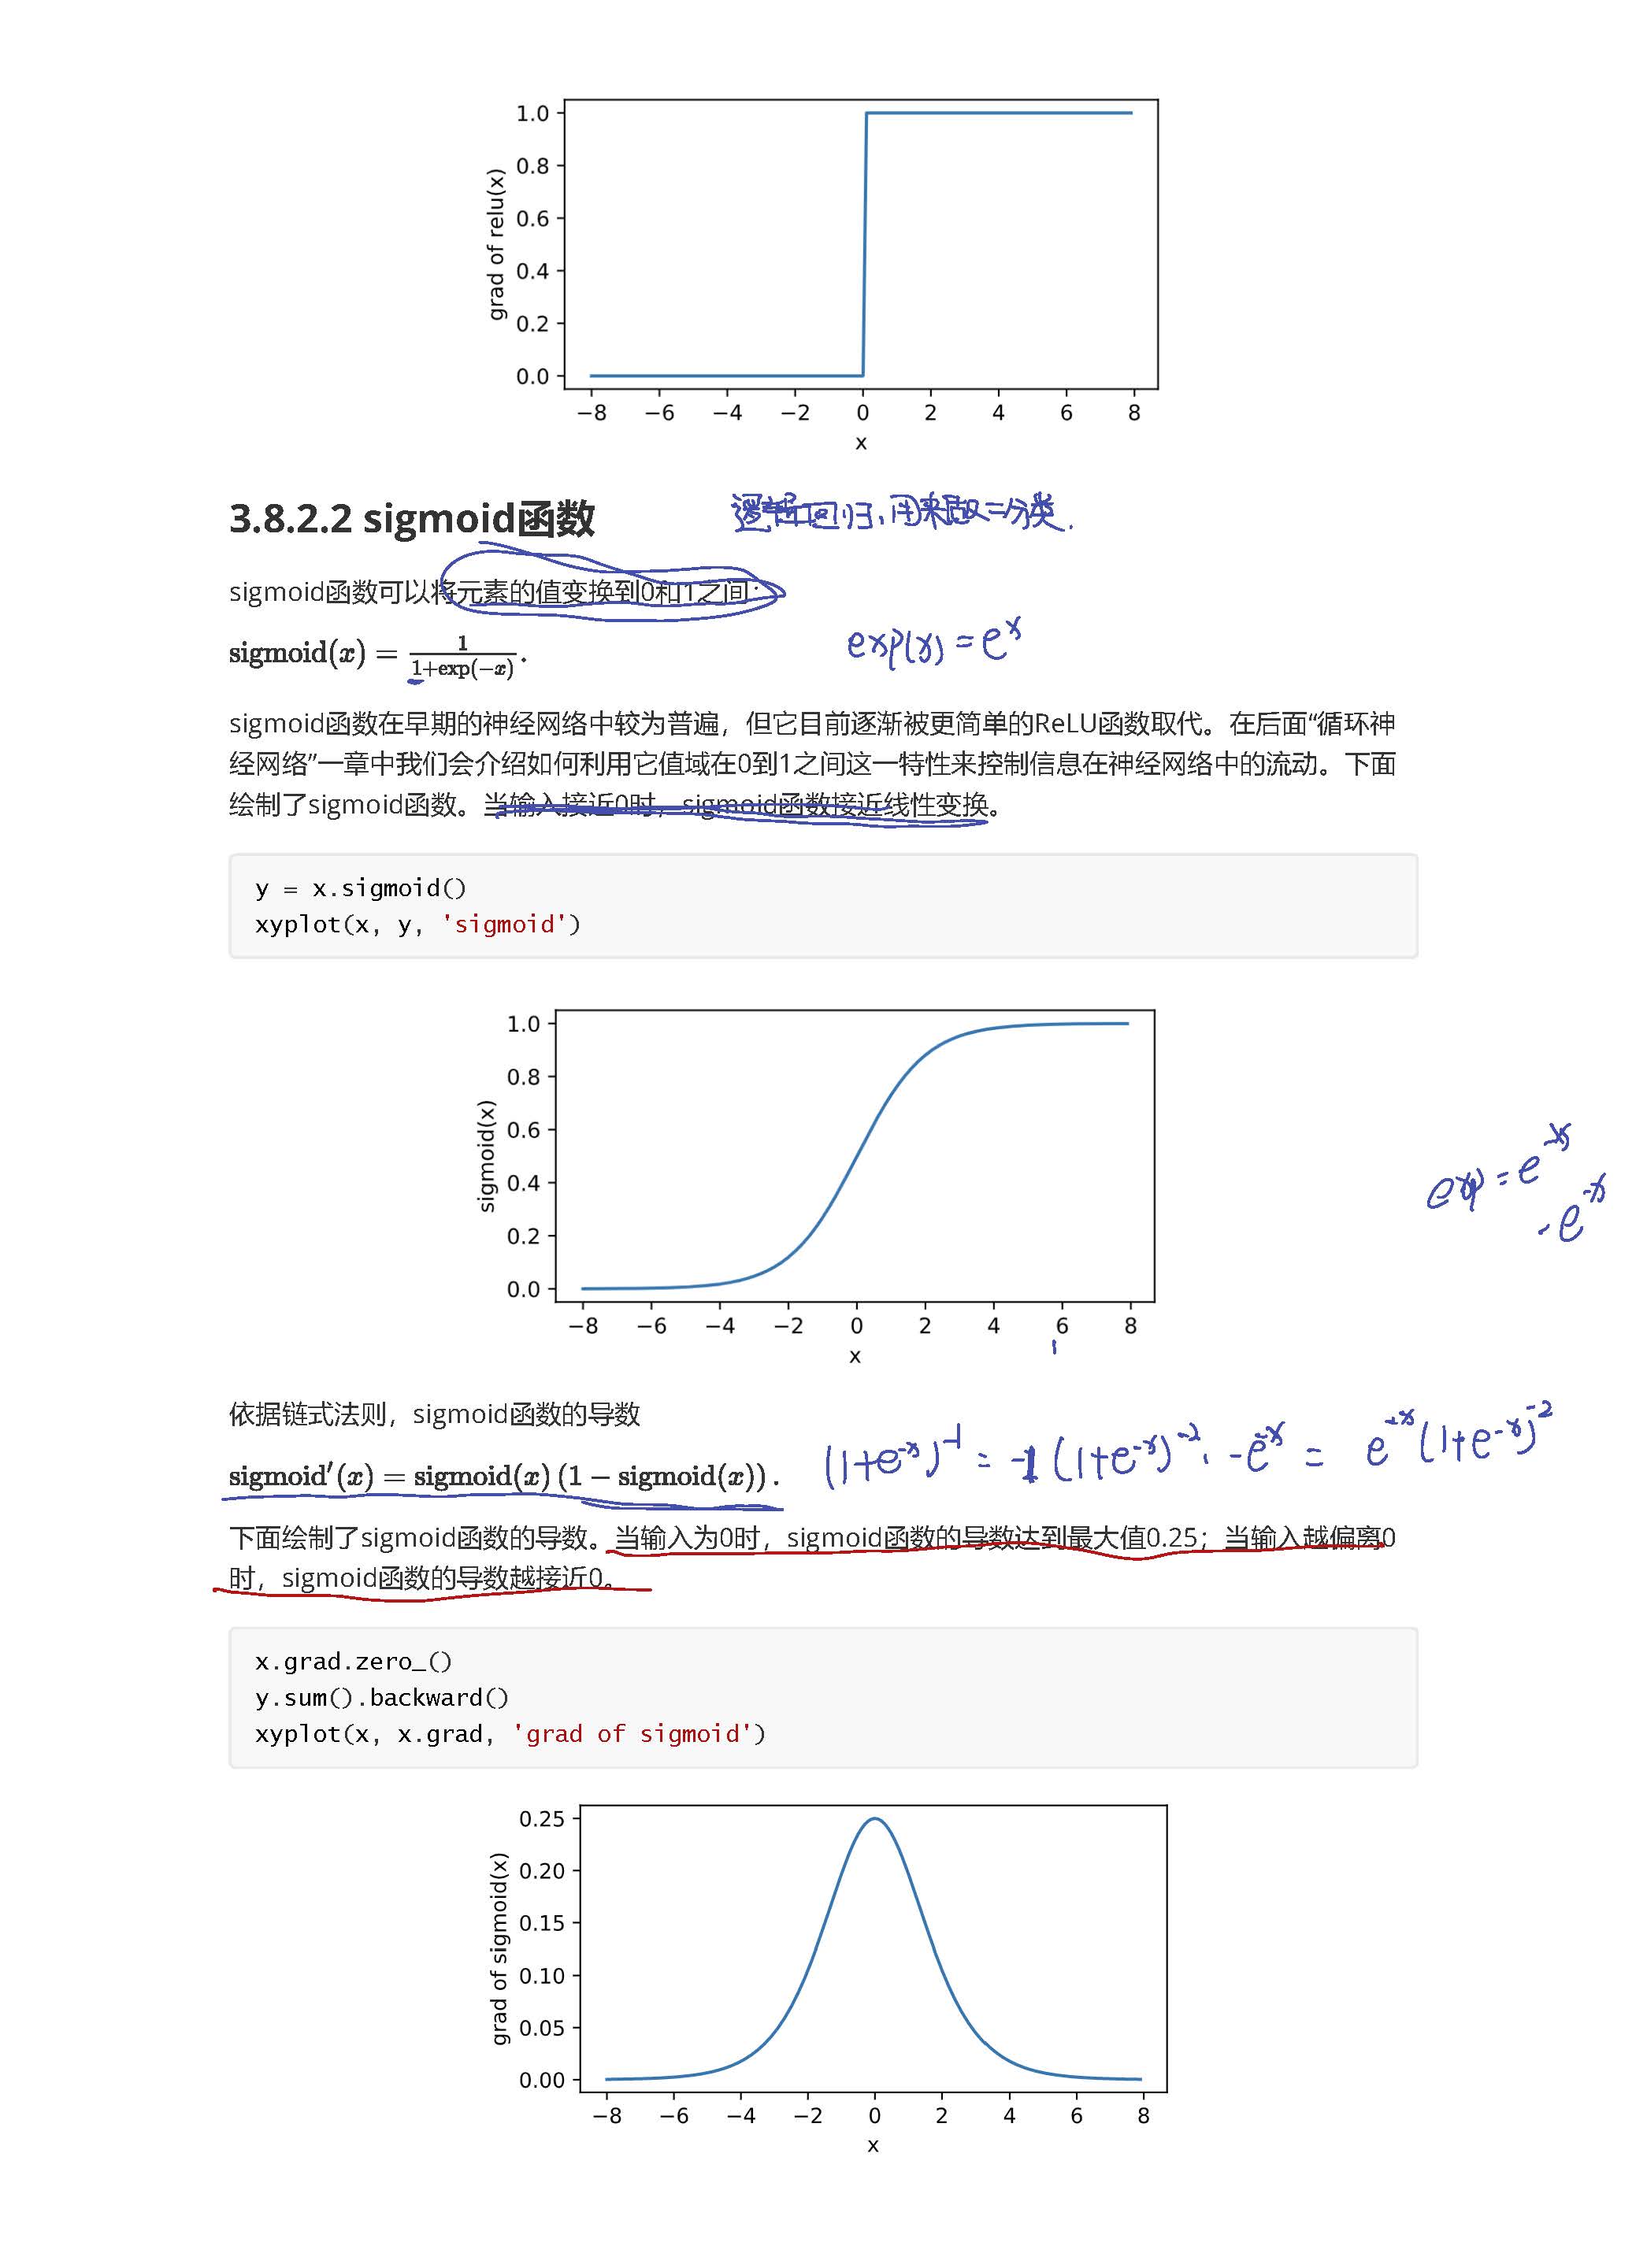 1.0
0.8
0.6
0.4
0.2
0.0
grad of relu(x)
−8 −6 −4 −2 0 2 4 6 8
x
3.8.2.2 sigmoid函数
逻辑回归,用来做二分类.
sigmoid函数可以将元素的值变换到0和1之间:
sigmoid(x) = 1/(1+exp(−x)).
exp(x) = e^x
sigmoid函数在早期的神经网络中较为普遍，但它目前逐渐被更简单的ReLU函数取代。在后面“循环神
经网络”一章中我们会介绍如何利用它值域在0到1之间这一特性来控制信息在神经网络中的流动。下面
绘制了sigmoid函数。当输入接近0时，sigmoid函数接近线性变换。
y = x.sigmoid()
xyplot(x, y, 'sigmoid')
1.0
0.8
0.6
0.4
0.2
0.0
sigmoid(x)
−8 −6 −4 −2 0 2 4 6 8
x
exp = e^-x
-e^-x
依据链式法则，sigmoid函数的导数
sigmoid′(x) = sigmoid(x) (1 − sigmoid(x)).
(1+e^-x)^-1 = -1 (1+e^-x)^-2 · -e^-x = e^-x (1+e^-x)^-2
下面绘制了sigmoid函数的导数。当输入为0时，sigmoid函数的导数达到最大值0.25；当输入越偏离0
时，sigmoid函数的导数越接近0。
x.grad.zero_()
y.sum().backward()
xyplot(x, x.grad, 'grad of sigmoid')
0.25
0.20
0.15
0.10
0.05
0.00
grad of sigmoid(x)
−8 −6 −4 −2 0 2 4 6 8
x